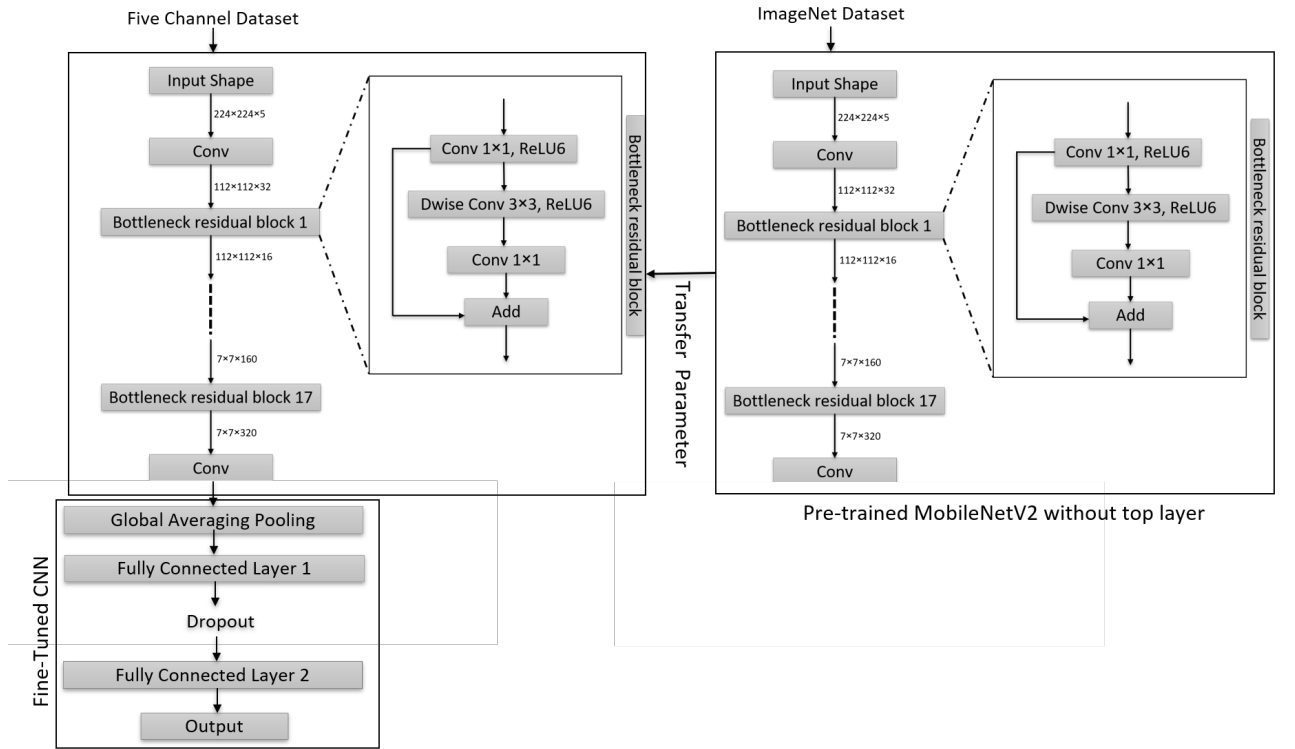 Five Channel Dataset
Input Shape
224×224×5
Conv
112×112×32
Bottleneck residual block 1
112×112×16
7×7×160
Bottleneck residual block 17
7×7×320
Conv
Conv 1×1, ReLU6
Dwise Conv 3×3, ReLU6
Conv 1×1
Add
Bottleneck residual block
Transfer Parameter
ImageNet Dataset
Input Shape
224×224×5
Conv
112×112×32
Bottleneck residual block 1
112×112×16
7×7×160
Bottleneck residual block 17
7×7×320
Conv
Conv 1×1, ReLU6
Dwise Conv 3×3, ReLU6
Conv 1×1
Add
Bottleneck residual block
Pre-trained MobileNetV2 without top layer
Fine-Tuned CNN
Global Averaging Pooling
Fully Connected Layer 1
Dropout
Fully Connected Layer 2
Output